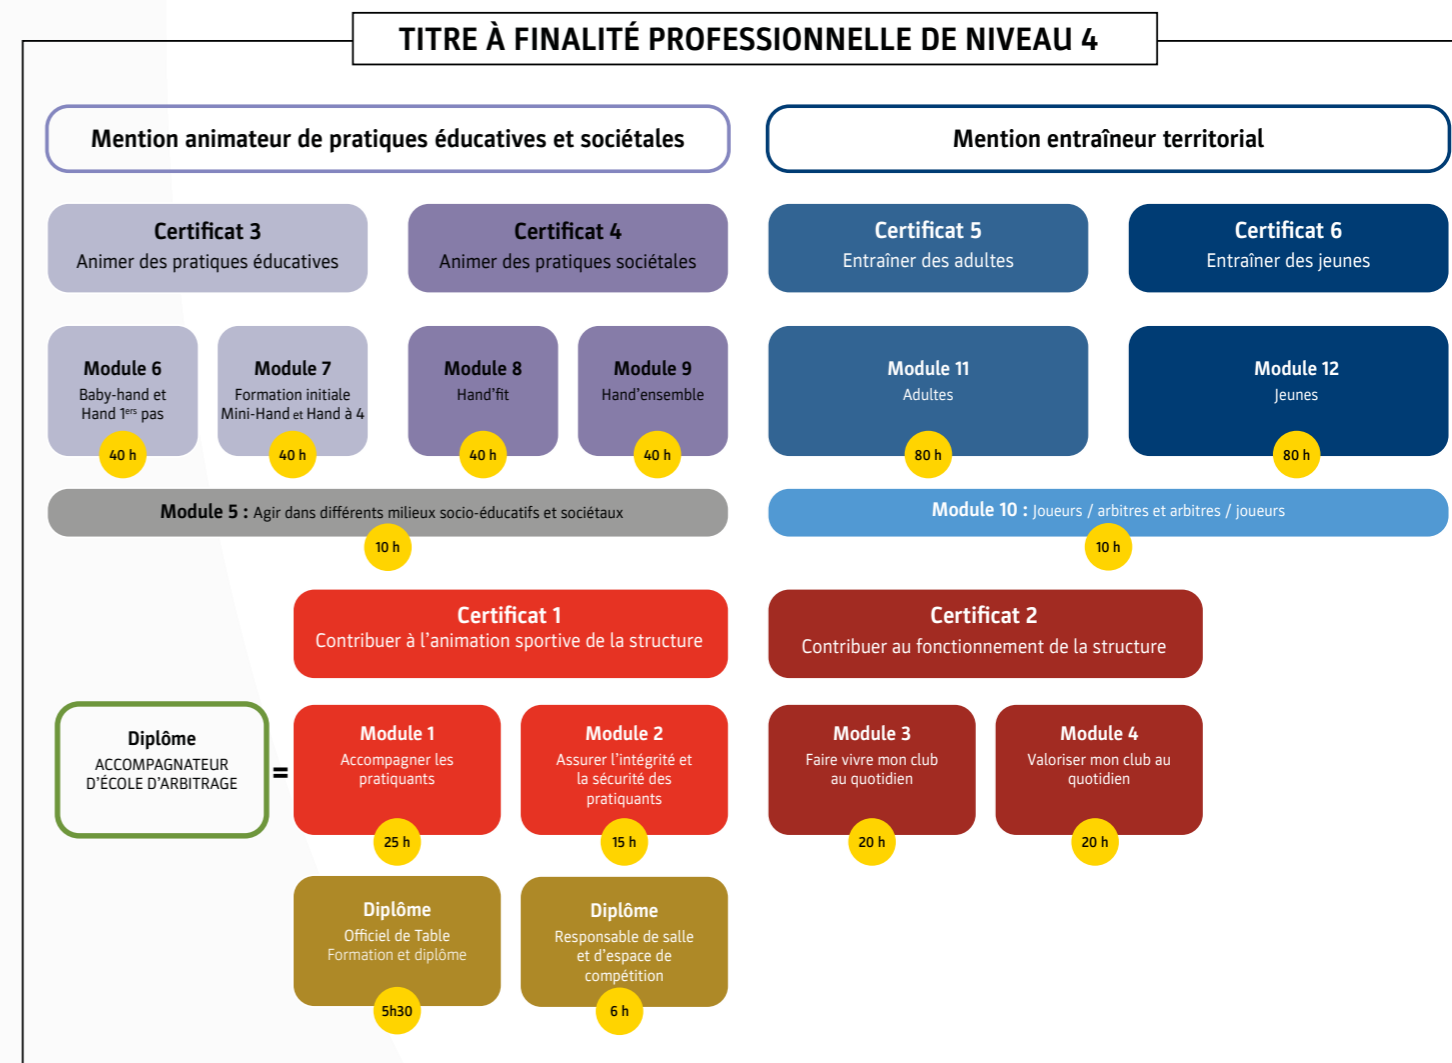 TITRE À FINALITÉ PROFESSIONNELLE DE NIVEAU 4
Mention animateur de pratiques éducatives et sociétales
Mention entraîneur territorial
Certificat 3
Animer des pratiques éducatives
Certificat 4
Animer des pratiques sociétales
Certificat 5
Entraîner des adultes
Certificat 6
Entraîner des jeunes
Module 6
Baby-hand et
Hand 1ers pas
40 h
Module 7
Formation initiale
Mini-Hand et Hand à 4
40 h
Module 8
Hand'fit
40 h
Module 9
Hand'ensemble
40 h
Module 11
Adultes
80 h
Module 12
Jeunes
80 h
Module 5 : Agir dans différents milieux socio-éducatifs et sociétaux
10 h
Module 10 : Joueurs / arbitres et arbitres / joueurs
10 h
Certificat 1
Contribuer à l'animation sportive de la structure
Certificat 2
Contribuer au fonctionnement de la structure
Diplôme
ACCOMPAGNATEUR
D'ÉCOLE D'ARBITRAGE
=
Module 1
Accompagner les
pratiquants
25 h
Module 2
Assurer l'intégrité et
la sécurité des
pratiquants
15 h
Module 3
Faire vivre mon club
au quotidien
20 h
Module 4
Valoriser mon club au
quotidien
20 h
Diplôme
Officiel de Table
Formation et diplôme
5h30
Diplôme
Responsable de salle
et d'espace de
compétition
6 h